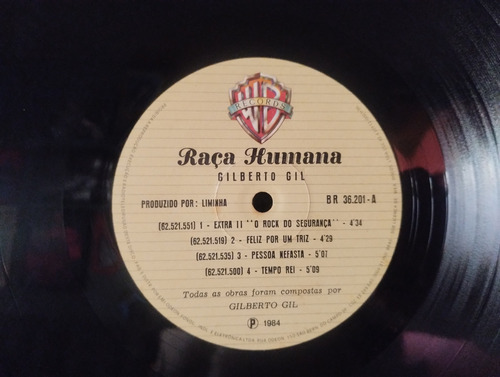 WB
RECORDS
Raça Humana
GILBERTO GIL
PRODUZIDO POR: LIMINHA
BR 36.201-A
(62.521.551) 1 - EXTRA II ''O ROCK DO SEGURANÇA'' - 4'34
(62.521.519) 2 - FELIZ POR UM TRIZ - 4'29
(62.521.535) 3 - PESSOA NEFASTA - 5'07
(62.521.500) 4 - TEMPO REI - 5'09
Todas as obras foram compostas por
GILBERTO GIL
℗ 1984